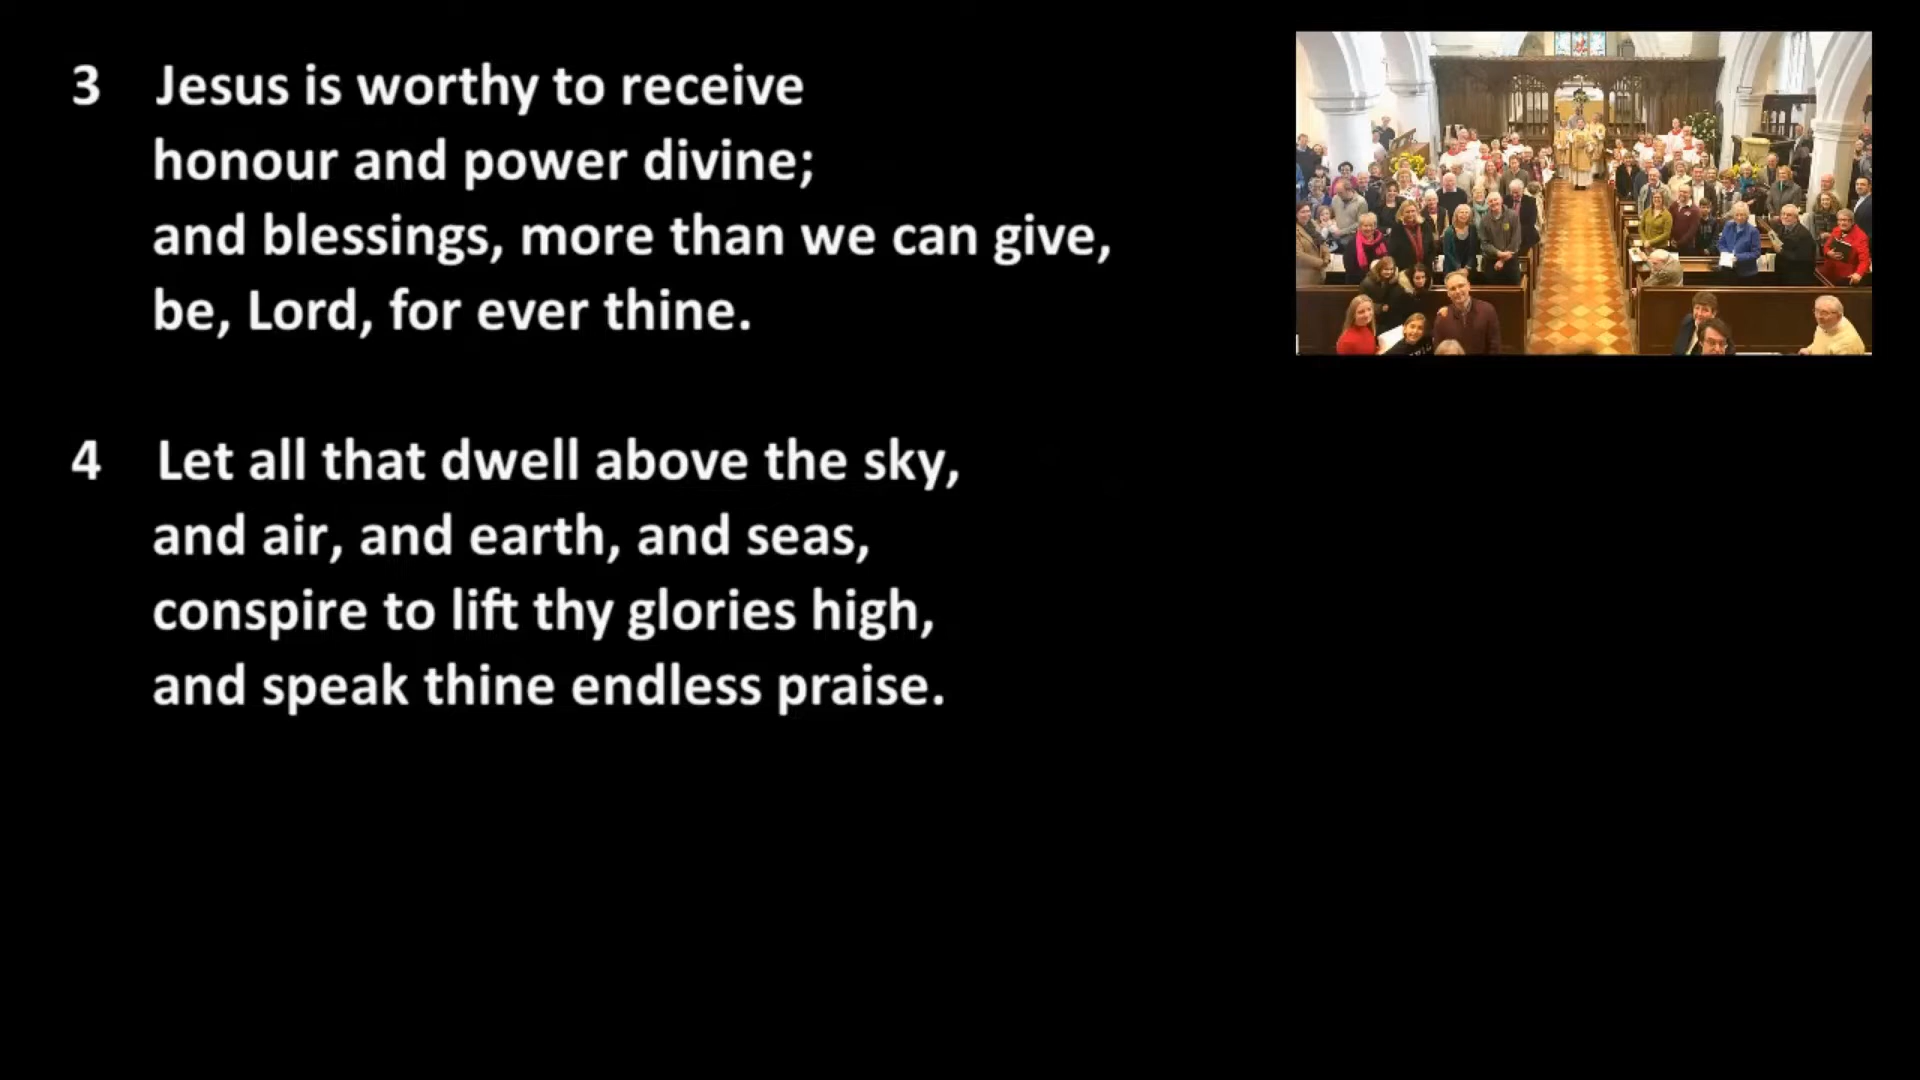 3 Jesus is worthy to receive
honour and power divine;
and blessings, more than we can give,
be, Lord, for ever thine.
4 Let all that dwell above the sky,
and air, and earth, and seas,
conspire to lift thy glories high,
and speak thine endless praise.